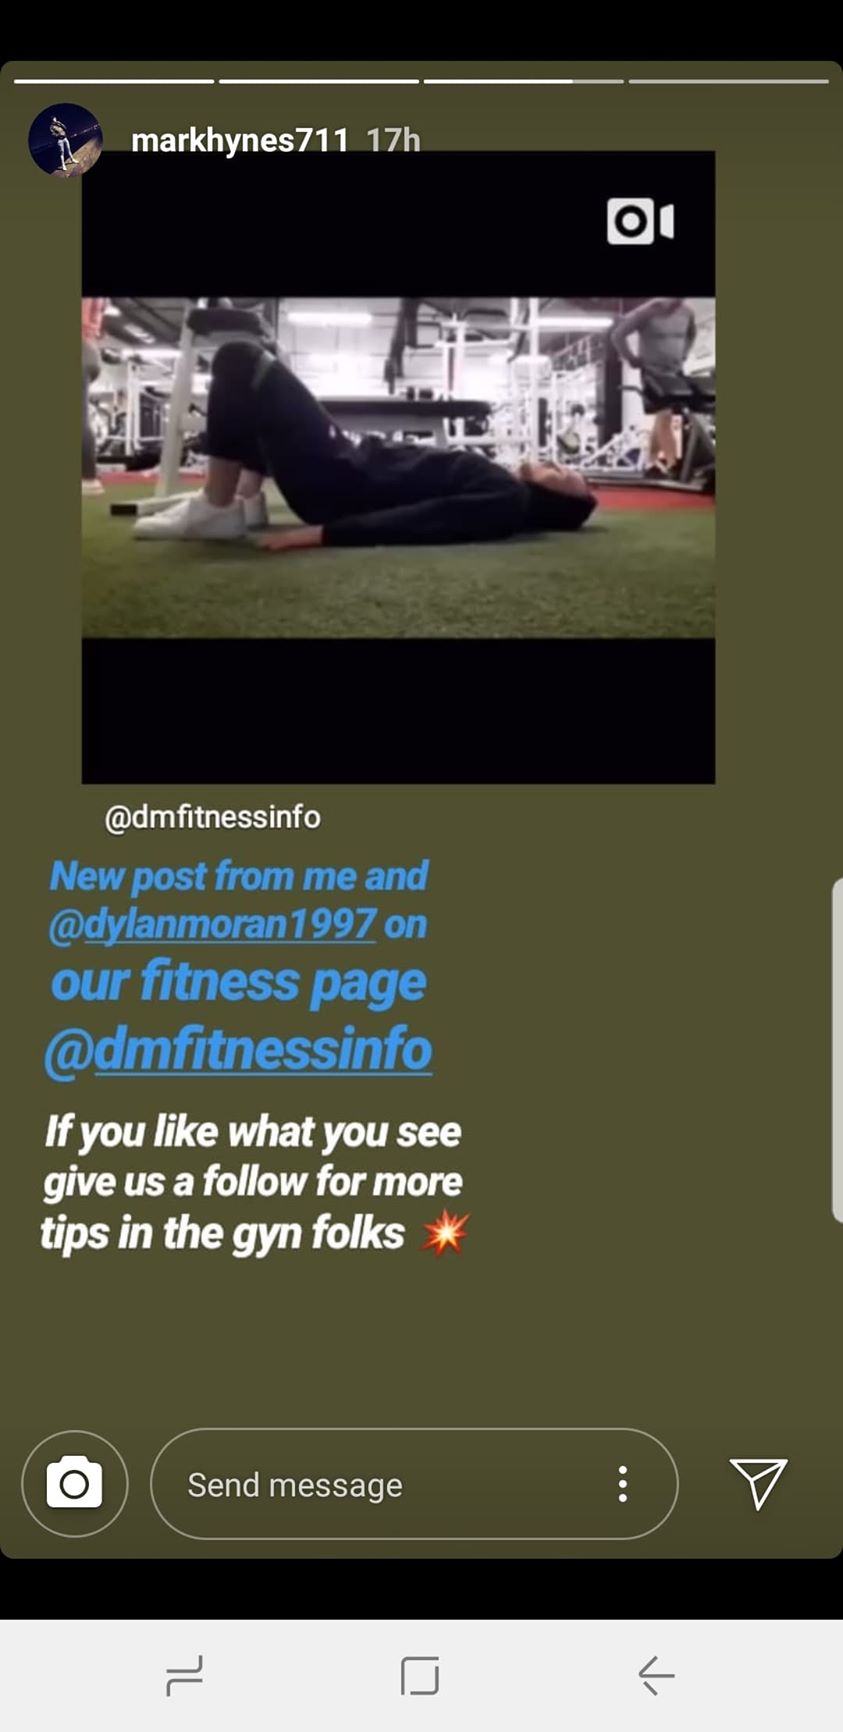 markhynes711 17h
@dmfitnessinfo
New post from me and
@dylanmoran1997 on
our fitness page
@dmfitnessinfo
If you like what you see
give us a follow for more
tips in the gyn folks 💥
Send message